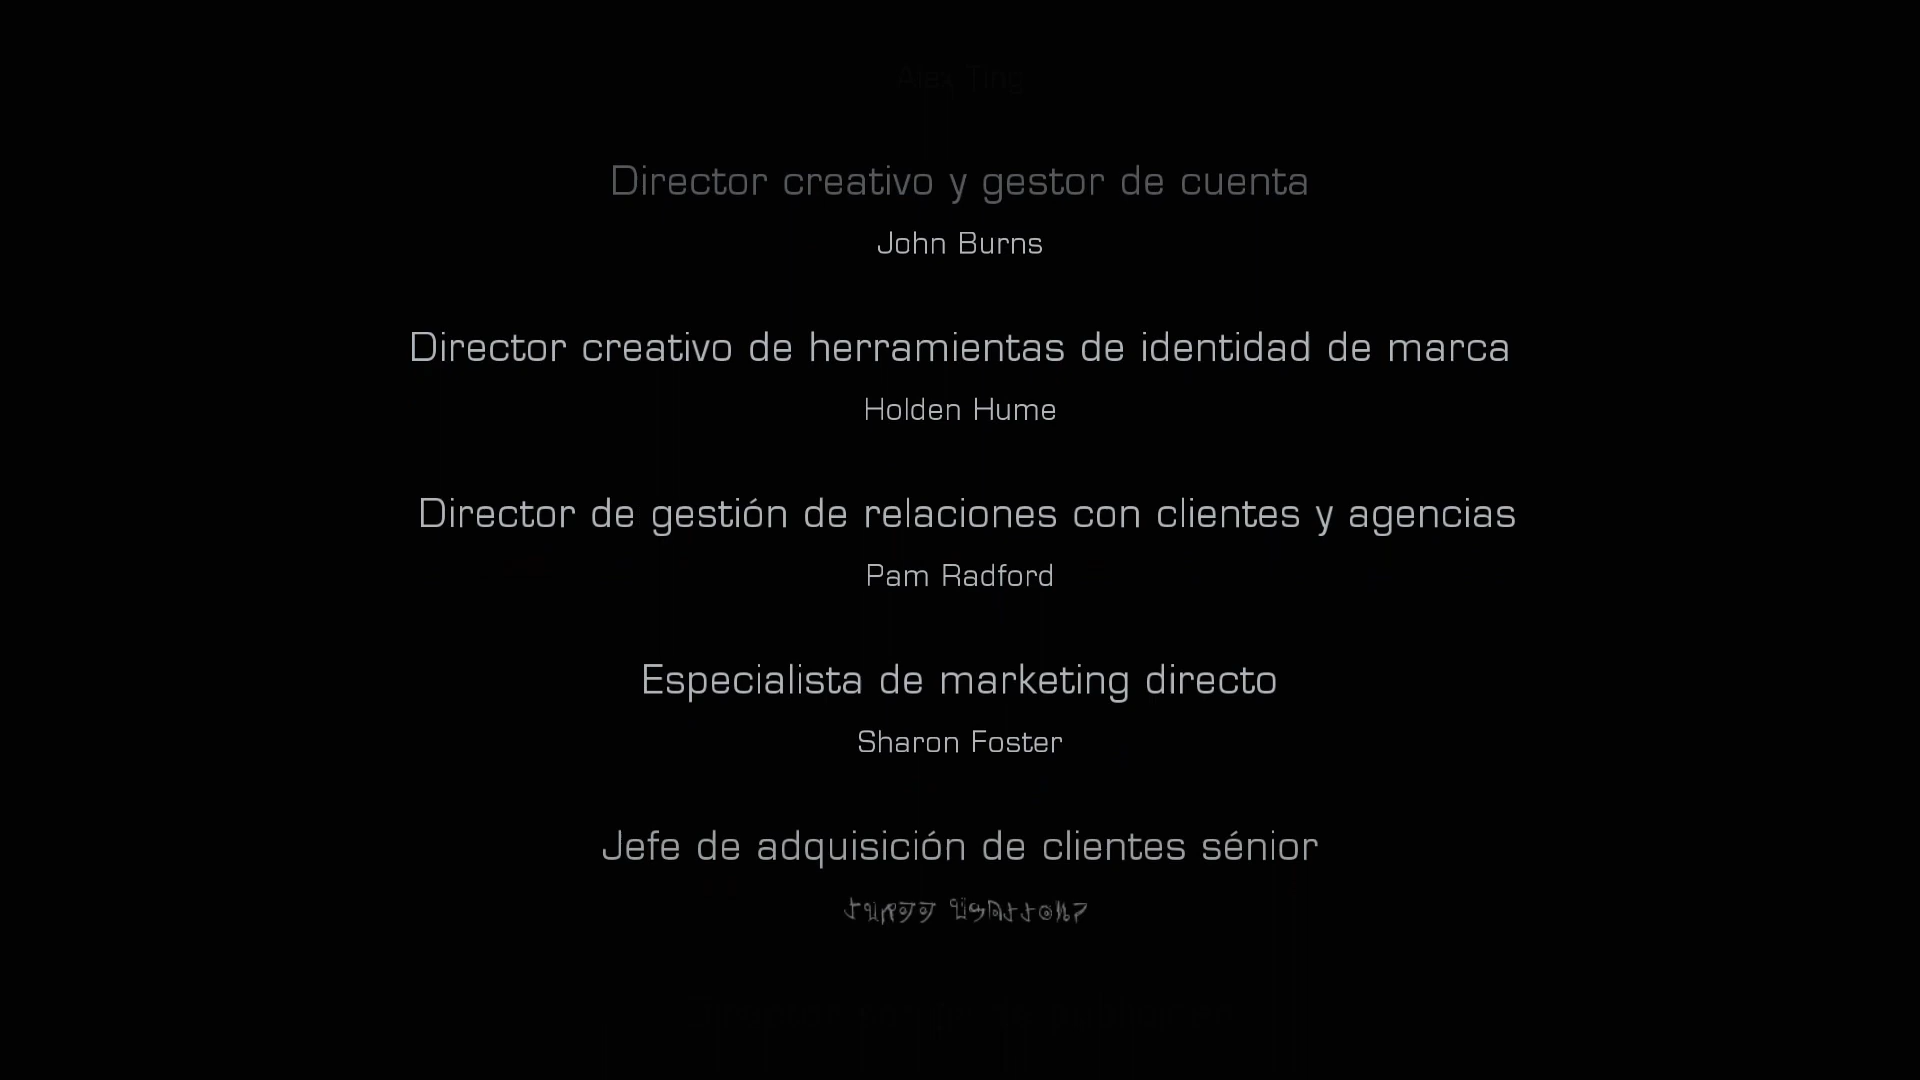 Alex Ting
Director creativo y gestor de cuenta
John Burns
Director creativo de herramientas de identidad de marca
Holden Hume
Director de gestión de relaciones con clientes y agencias
Pam Radford
Especialista de marketing directo
Sharon Foster
Jefe de adquisición de clientes sénior